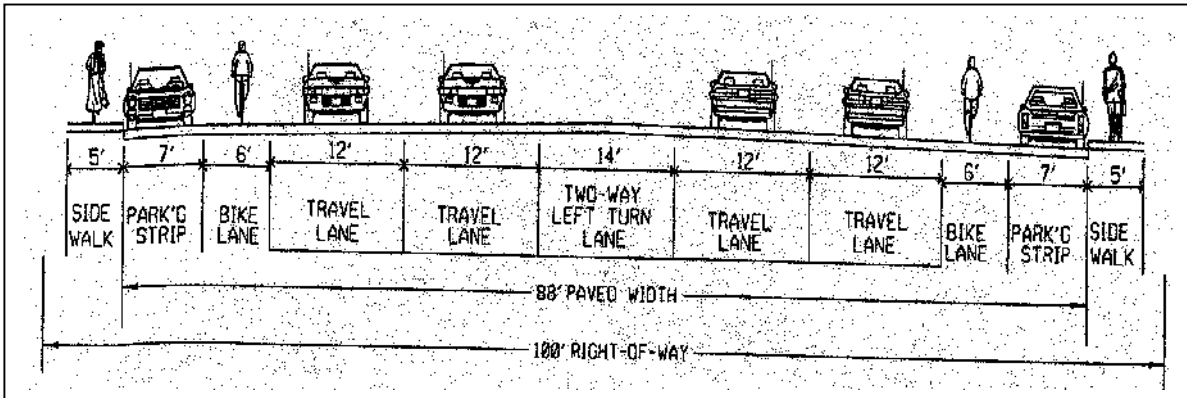 5' 7' 6' 12' 12' 14' 12' 12' 6' 7' 5'
SIDE WALK
PARK'G STRIP
BIKE LANE
TRAVEL LANE
TRAVEL LANE
TWO-WAY LEFT TURN LANE
TRAVEL LANE
TRAVEL LANE
BIKE LANE
PARK'G STRIP
SIDE WALK
88' PAVED WIDTH
100' RIGHT-OF-WAY